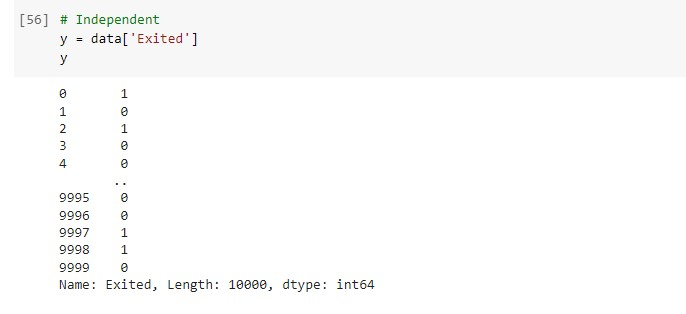 [56] # Independent
y = data['Exited']
y
0 1
1 0
2 1
3 0
4 0
..
9995 0
9996 0
9997 1
9998 1
9999 0
Name: Exited, Length: 10000, dtype: int64